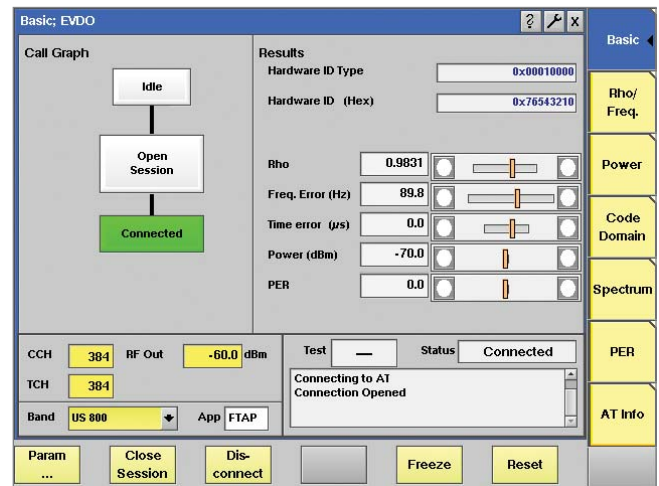 Basic; EVDO
? X
Call Graph
Idle
Open
Session
Connected
Results
Hardware ID Type 0x00010000
Hardware ID (Hex) 0x76543210
Rho 0.9831
Freq. Error (Hz) 89.8
Time error (µs) 0.0
Power (dBm) -70.0
PER 0.0
CCH 384 RF Out -60.0 dBm
TCH 384
Band US 800 App FTAP
Test — Status Connected
Connecting to AT
Connection Opened
Basic
Rho/
Freq.
Power
Code
Domain
Spectrum
PER
AT Info
Param
...
Close
Session
Dis-
connect
Freeze
Reset